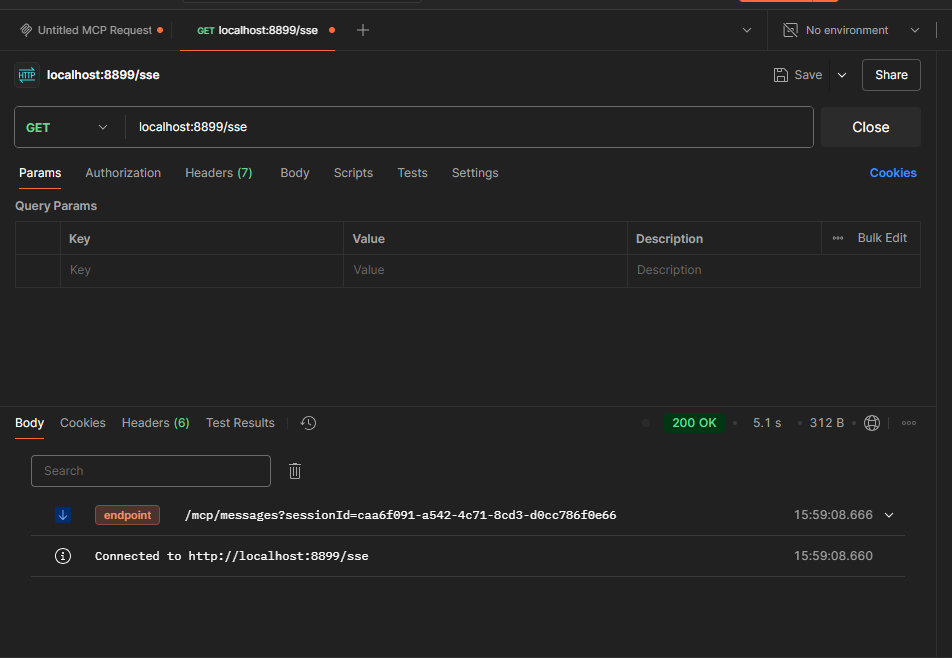 Untitled MCP Request
GET localhost:8899/sse
No environment
HTTP localhost:8899/sse
Save
Share
GET localhost:8899/sse
Close
Params Authorization Headers (7) Body Scripts Tests Settings
Cookies
Query Params
Key Value Description Bulk Edit
Key Value Description
Body Cookies Headers (6) Test Results
200 OK 5.1 s 312 B
Search
endpoint /mcp/messages?sessionId=caa6f091-a542-4c71-8cd3-d0cc786f0e66 15:59:08.666
Connected to http://localhost:8899/sse 15:59:08.660